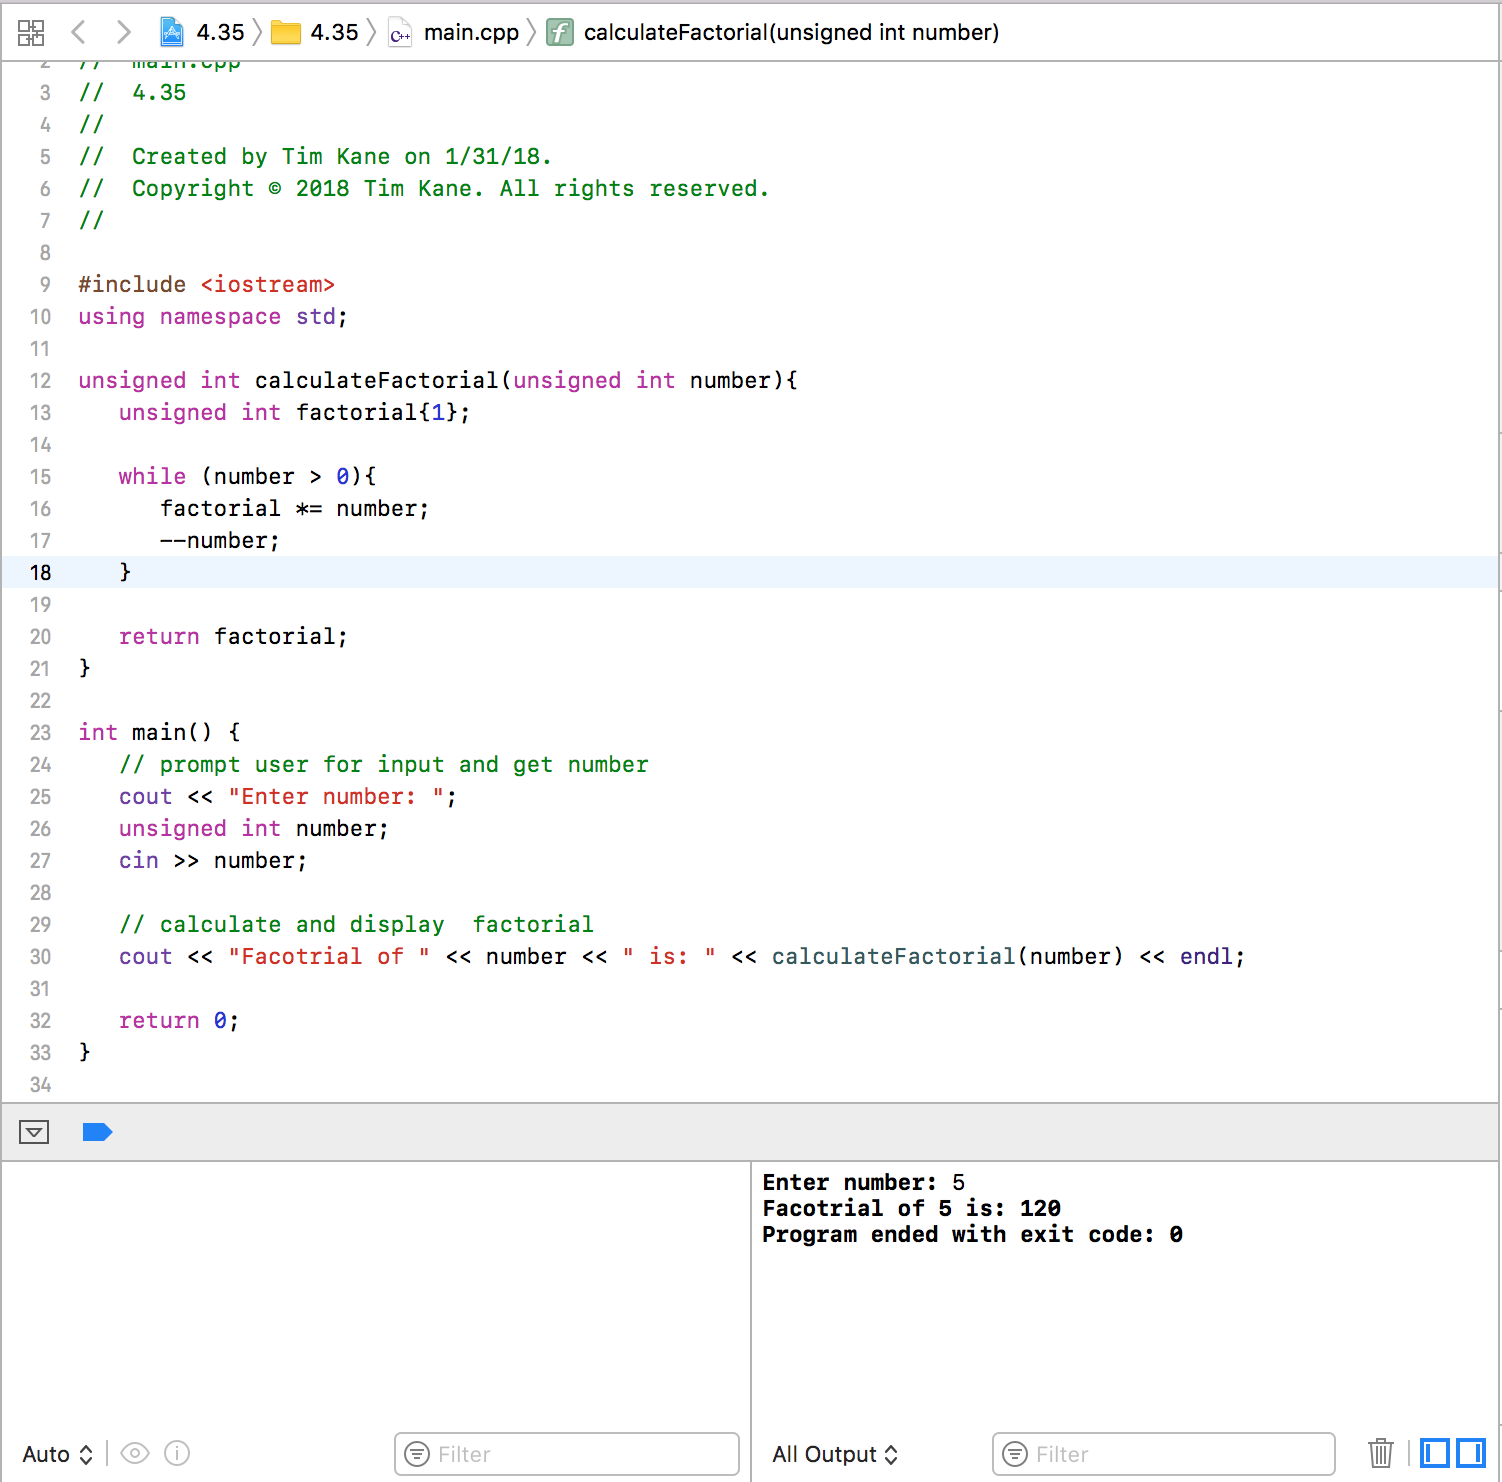 4.35 4.35 main.cpp calculateFactorial(unsigned int number)
2 // main.cpp
3 // 4.35
4 //
5 // Created by Tim Kane on 1/31/18.
6 // Copyright © 2018 Tim Kane. All rights reserved.
7 //
8
9 #include <iostream>
10 using namespace std;
11
12 unsigned int calculateFactorial(unsigned int number){
13    unsigned int factorial{1};
14
15    while (number > 0){
16       factorial *= number;
17       --number;
18    }
19
20    return factorial;
21 }
22
23 int main() {
24    // prompt user for input and get number
25    cout << "Enter number: ";
26    unsigned int number;
27    cin >> number;
28
29    // calculate and display  factorial
30    cout << "Facotrial of " << number << " is: " << calculateFactorial(number) << endl;
31
32    return 0;
33 }
34
Enter number: 5
Facotrial of 5 is: 120
Program ended with exit code: 0
Auto Filter All Output Filter